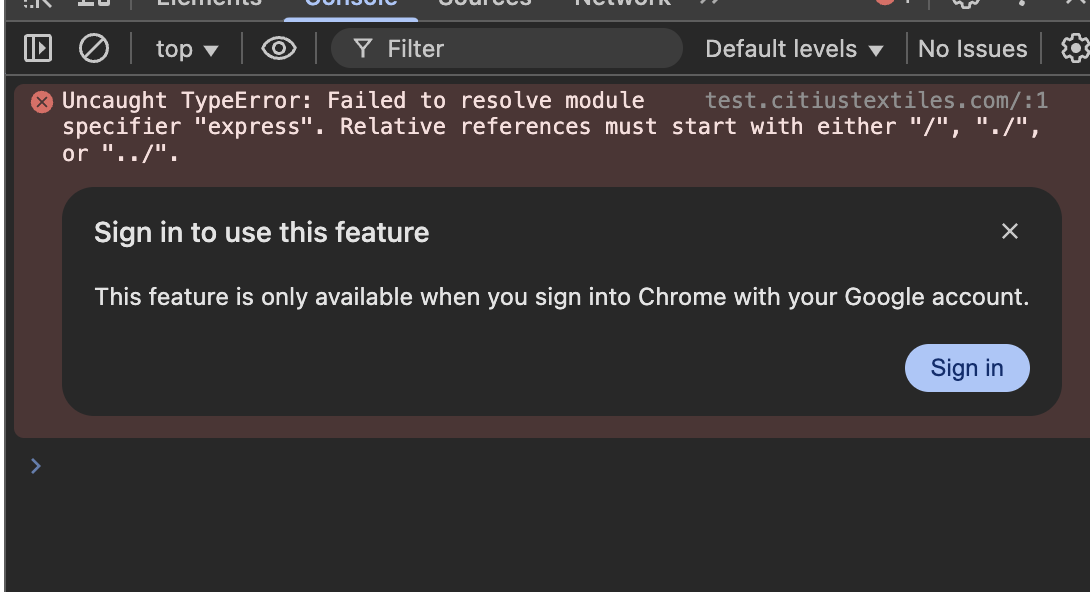 Elements Console Sources Network
top Filter Default levels No Issues
Uncaught TypeError: Failed to resolve module test.citiustextiles.com/:1
specifier "express". Relative references must start with either "/", "./",
or "../".
Sign in to use this feature
This feature is only available when you sign into Chrome with your Google account.
Sign in